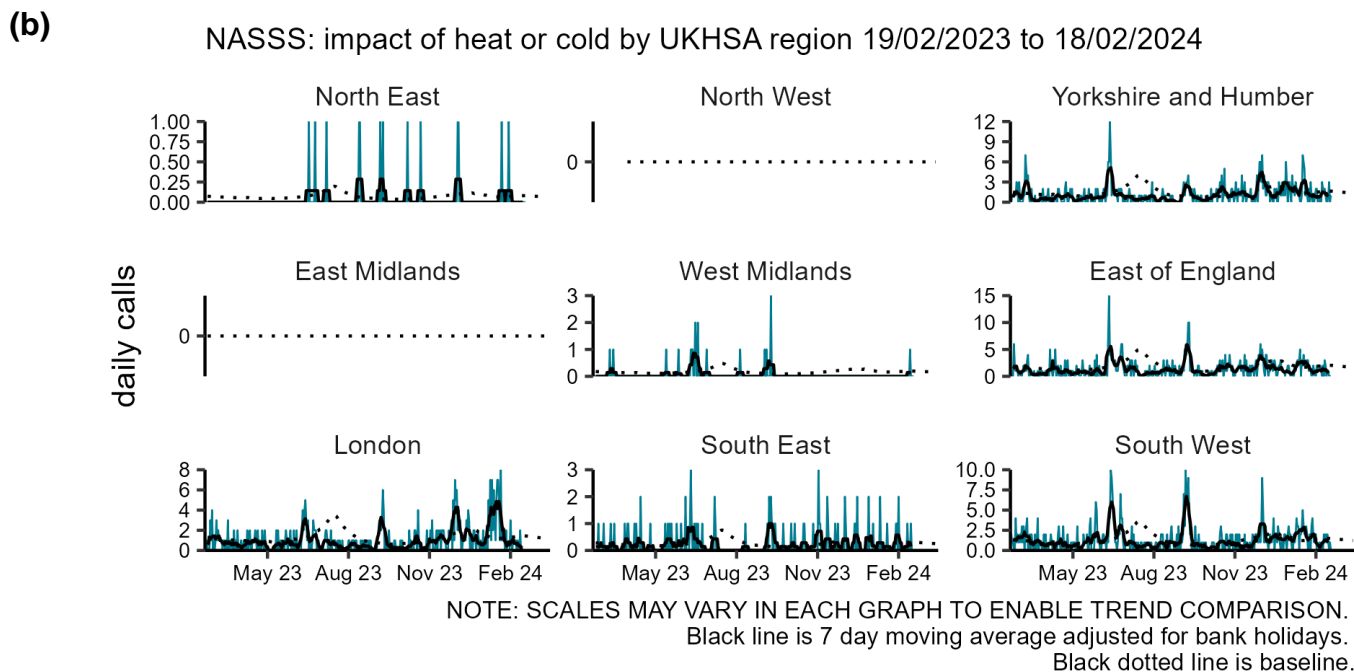 (b)
NASSS: impact of heat or cold by UKHSA region 19/02/2023 to 18/02/2024
daily calls
North East
1.00
0.75
0.50
0.25
0.00
North West
0
Yorkshire and Humber
12
9
6
3
0
East Midlands
0
West Midlands
3
2
1
0
East of England
15
10
5
0
London
8
6
4
2
0
May 23 Aug 23 Nov 23 Feb 24
South East
3
2
1
0
May 23 Aug 23 Nov 23 Feb 24
South West
10.0
7.5
5.0
2.5
0.0
May 23 Aug 23 Nov 23 Feb 24
NOTE: SCALES MAY VARY IN EACH GRAPH TO ENABLE TREND COMPARISON.
Black line is 7 day moving average adjusted for bank holidays.
Black dotted line is baseline.